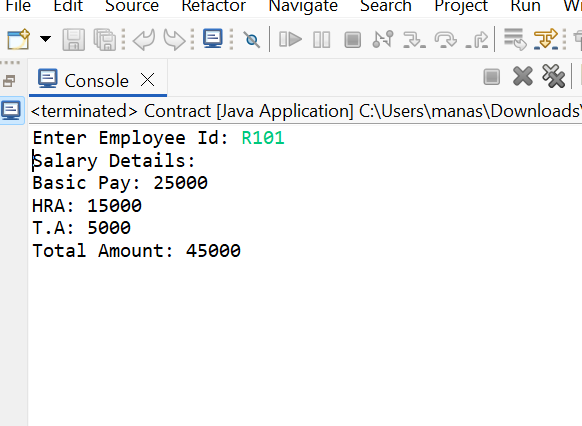 File Edit Source Refactor Navigate Search Project Run
Console
<terminated> Contract [Java Application] C:\Users\manas\Downloads\
Enter Employee Id: R101
Salary Details:
Basic Pay: 25000
HRA: 15000
T.A: 5000
Total Amount: 45000